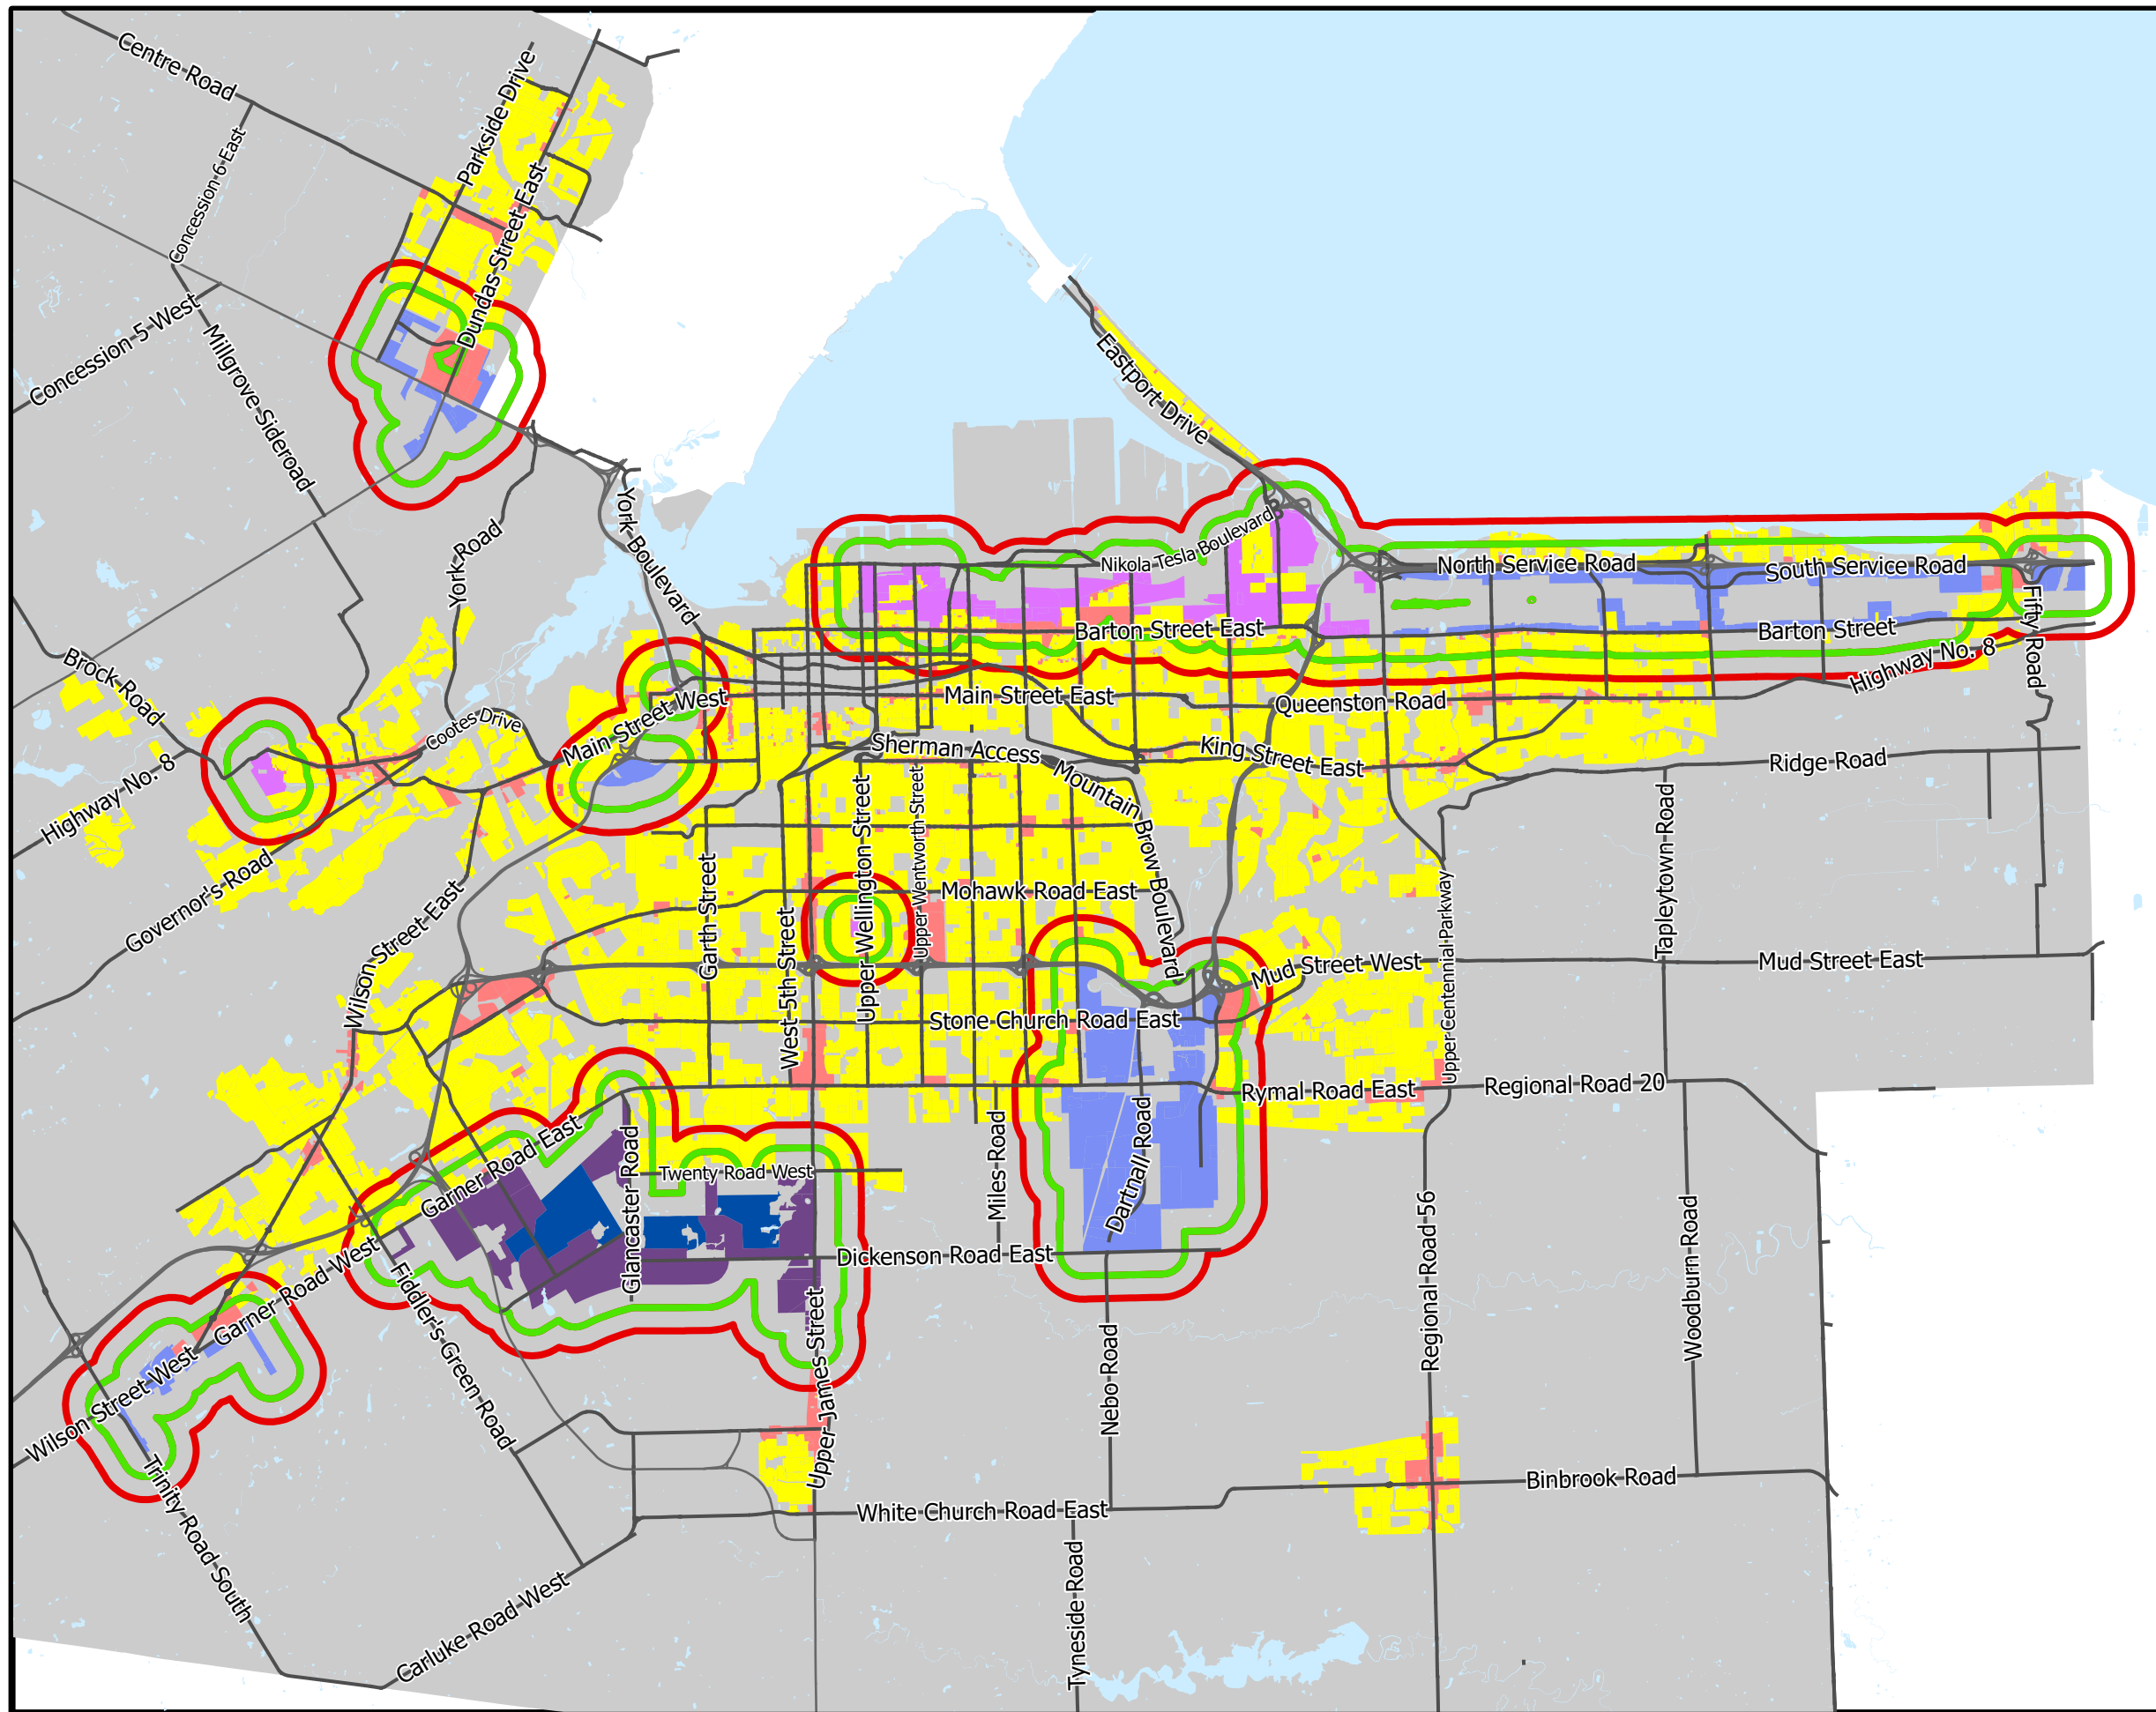 Centre Road
Parkside Drive
Concession 6 East
Dundas Street East
Concession 5 West
Millgrove Sideroad
Eastport Drive
York Road
York Boulevard
Nikola Tesla Boulevard
North Service Road
South Service Road
Barton Street East
Barton Street
Fifty Road
Highway No. 8
Brock Road
Cootes Drive
Main Street West
Main Street East
Queenston Road
Highway No. 8
Sherman Access
King Street East
Ridge Road
Mountain Brow Boulevard
Governor's Road
Wilson Street East
Garth Street
West 5th Street
Upper Wellington Street
Upper Wentworth Street
Mohawk Road East
Upper Centennial Parkway
Tapleytown Road
Mud Street West
Mud Street East
Stone Church Road East
Rymal Road East
Regional Road 20
Garner Road East
Glancaster Road
Twenty Road West
Miles Road
Dartnall Road
Dickenson Road East
Regional Road 56
Woodburn Road
Garner Road West
Fiddler's Green Road
Wilson Street West
Trinity Road South
Upper James Street
Nebo Road
Binbrook Road
White Church Road East
Carluke Road West
Tyneside Road